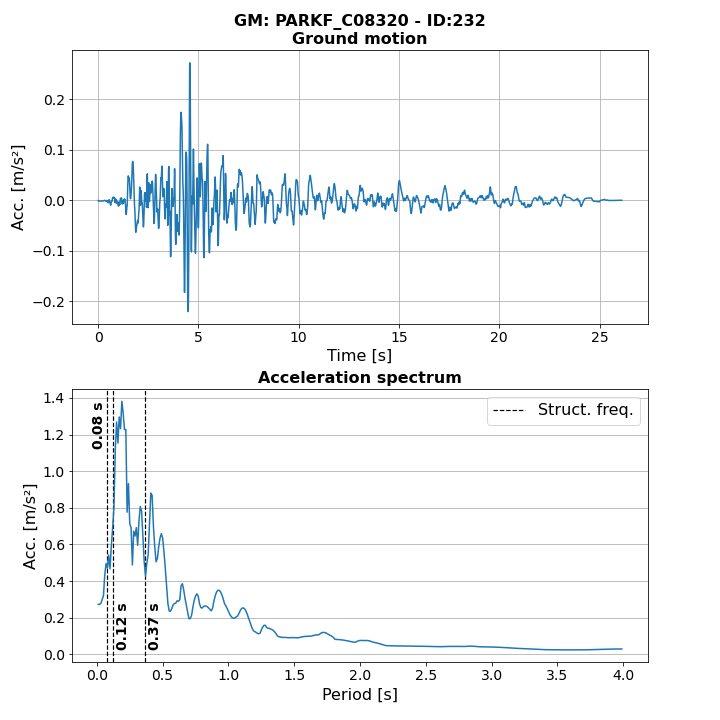 GM: PARKF_C08320 - ID:232
Ground motion
Acc. [m/s²]
0.2
0.1
0.0
−0.1
−0.2
0 5 10 15 20 25
Time [s]
Acceleration spectrum
Acc. [m/s²]
1.4
1.2
1.0
0.8
0.6
0.4
0.2
0.0
0.08 s
0.12 s
0.37 s
Struct. freq.
0.0 0.5 1.0 1.5 2.0 2.5 3.0 3.5 4.0
Period [s]